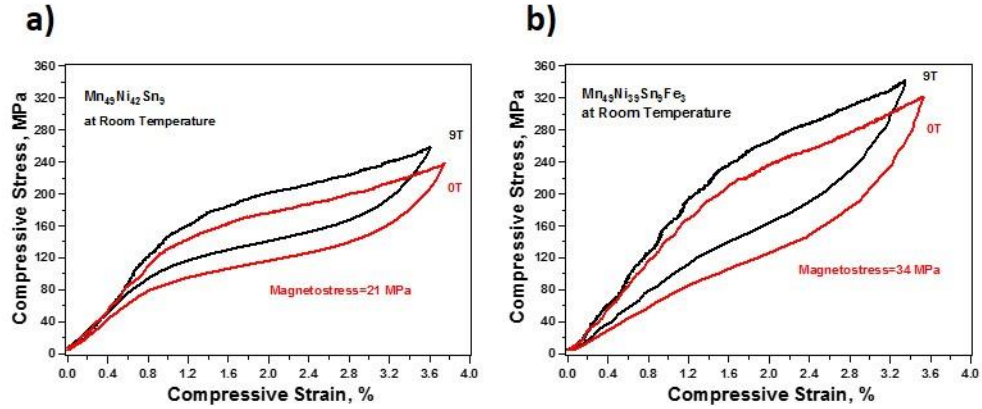 a)
b)
360
320
280
240
200
160
120
80
40
0
Compressive Stress, MPa
Mn49Ni42Sn9
at Room Temperature
9T
0T
Magnetostress=21 MPa
0.0 0.4 0.8 1.2 1.6 2.0 2.4 2.8 3.2 3.6 4.0
Compressive Strain, %
360
320
280
240
200
160
120
80
40
0
Compressive Stress, MPa
Mn49Ni39Sn9Fe3
at Room Temperature
9T
0T
Magnetostress=34 MPa
0.0 0.4 0.8 1.2 1.6 2.0 2.4 2.8 3.2 3.6 4.0
Compressive Strain, %